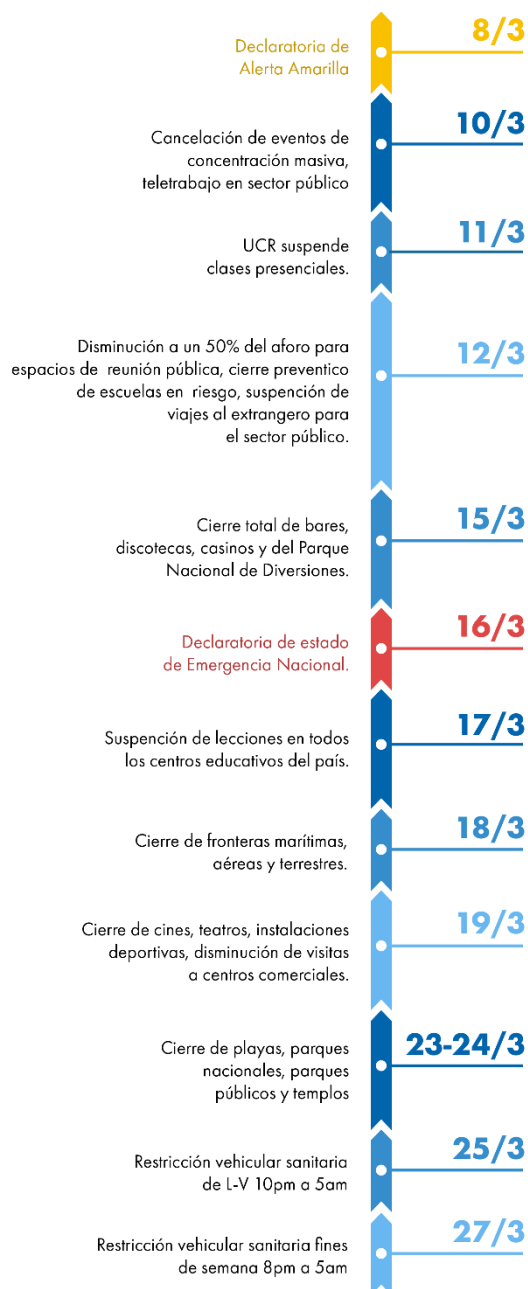 8/3
Declaratoria de
Alerta Amarilla
10/3
Cancelación de eventos de
concentración masiva,
teletrabajo en sector público
11/3
UCR suspende
clases presenciales.
12/3
Disminución a un 50% del aforo para
espacios de reunión pública, cierre preventico
de escuelas en riesgo, suspención de
viajes al extrangero para
el sector público.
15/3
Cierre total de bares,
discotecas, casinos y del Parque
Nacional de Diversiones.
16/3
Declaratoria de estado
de Emergencia Nacional.
17/3
Suspención de lecciones en todos
los centros educativos del país.
18/3
Cierre de fronteras marítimas,
aéreas y terrestres.
19/3
Cierre de cines, teatros, instalaciones
deportivas, disminución de visitas
a centros comerciales.
23-24/3
Cierre de playas, parques
nacionales, parques
públicos y templos
25/3
Restricción vehicular sanitaria
de L-V 10pm a 5am
27/3
Restricción vehicular sanitaria fines
de semana 8pm a 5am